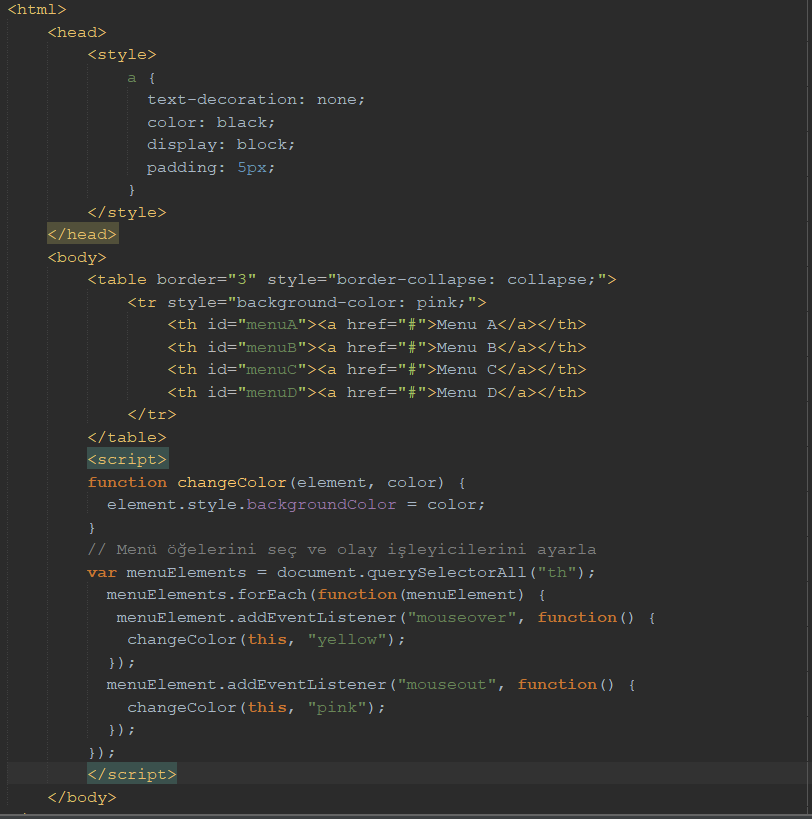 <html>
<head>
<style>
a {
text-decoration: none;
color: black;
display: block;
padding: 5px;
}
</style>
</head>
<body>
<table border="3" style="border-collapse: collapse;">
<tr style="background-color: pink;">
<th id="menuA"><a href="#">Menu A</a></th>
<th id="menuB"><a href="#">Menu B</a></th>
<th id="menuC"><a href="#">Menu C</a></th>
<th id="menuD"><a href="#">Menu D</a></th>
</tr>
</table>
<script>
function changeColor(element, color) {
element.style.backgroundColor = color;
}
// Menü öğelerini seç ve olay işleyicilerini ayarla
var menuElements = document.querySelectorAll("th");
menuElements.forEach(function(menuElement) {
menuElement.addEventListener("mouseover", function() {
changeColor(this, "yellow");
});
menuElement.addEventListener("mouseout", function() {
changeColor(this, "pink");
});
});
</script>
</body>